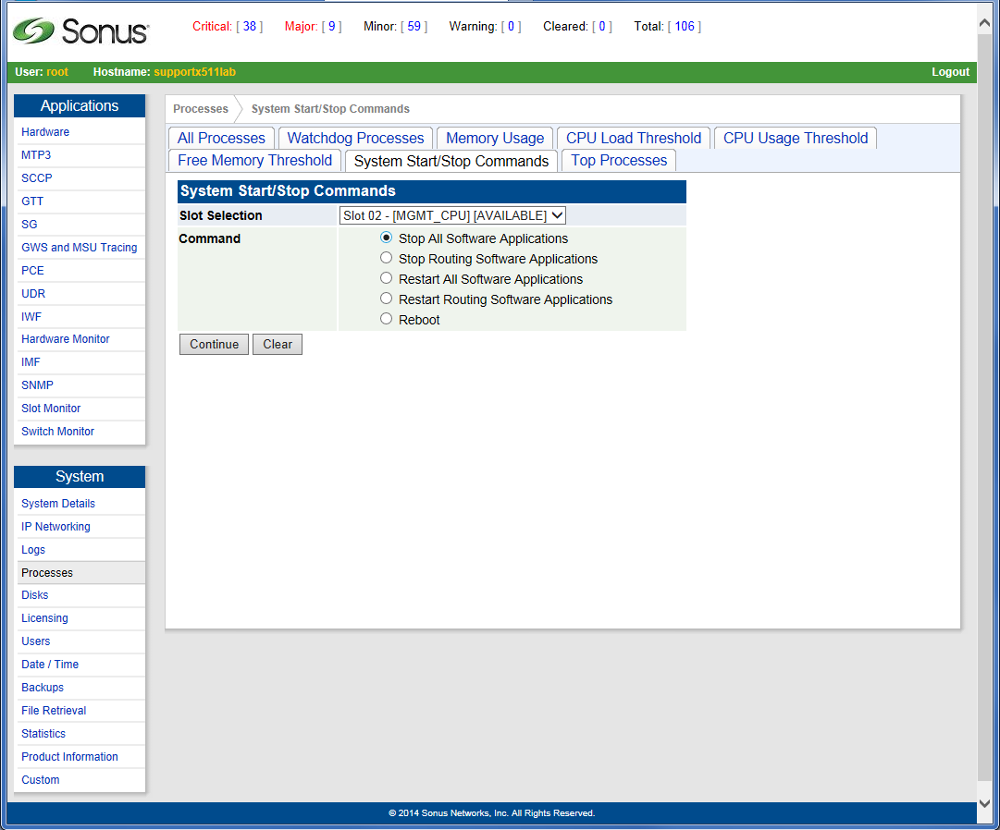 Sonus
Critical: [ 38 ] Major: [ 9 ] Minor: [ 59 ] Warning: [ 0 ] Cleared: [ 0 ] Total: [ 106 ]
User: root Hostname: supportx511lab Logout
Applications
Hardware
MTP3
SCCP
GTT
SG
GWS and MSU Tracing
PCE
UDR
IWF
Hardware Monitor
IMF
SNMP
Slot Monitor
Switch Monitor
System
System Details
IP Networking
Logs
Processes
Disks
Licensing
Users
Date / Time
Backups
File Retrieval
Statistics
Product Information
Custom
Processes System Start/Stop Commands
All Processes Watchdog Processes Memory Usage CPU Load Threshold CPU Usage Threshold
Free Memory Threshold System Start/Stop Commands Top Processes
System Start/Stop Commands
Slot Selection Slot 02 - [MGMT_CPU] [AVAILABLE]
Command Stop All Software Applications
Stop Routing Software Applications
Restart All Software Applications
Restart Routing Software Applications
Reboot
Continue Clear
© 2014 Sonus Networks, Inc. All Rights Reserved.